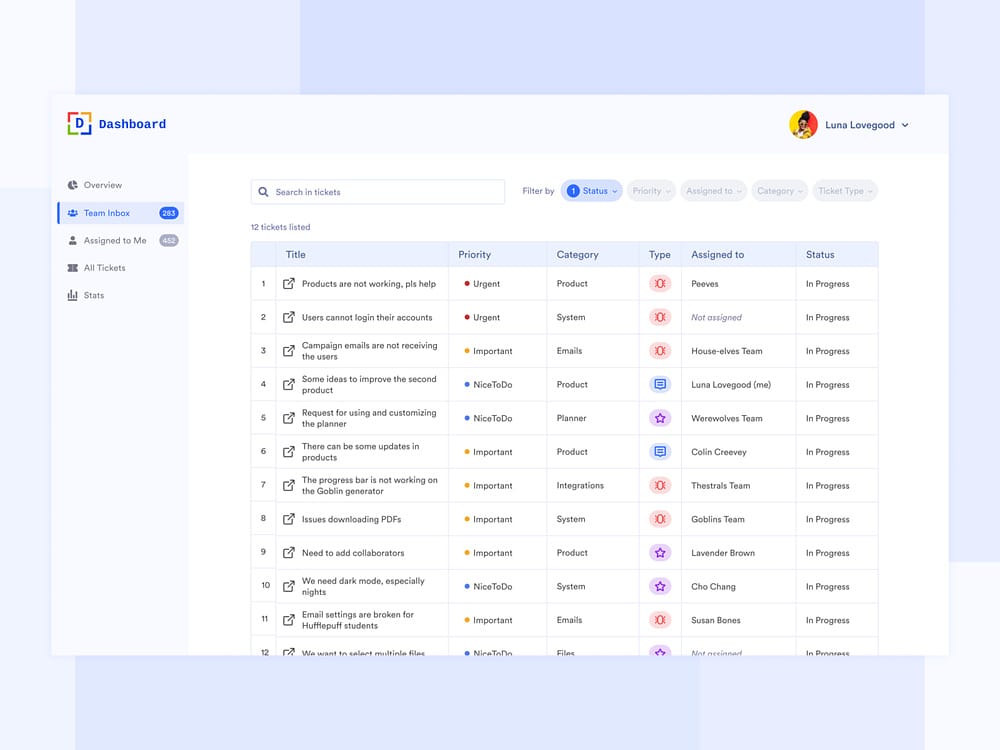 D Dashboard
Luna Lovegood
Overview
Team Inbox 283
Assigned to Me 452
All Tickets
Stats
Search in tickets
Filter by 1 Status Priority Assigned to Category Ticket Type
12 tickets listed
Title Priority Category Type Assigned to Status
1 Products are not working, pls help Urgent Product Peeves In Progress
2 Users cannot login their accounts Urgent System Not assigned In Progress
3 Campaign emails are not receiving
the users Important Emails House-elves Team In Progress
4 Some ideas to improve the second
product NiceToDo Product Luna Lovegood (me) In Progress
5 Request for using and customizing
the planner NiceToDo Planner Werewolves Team In Progress
6 There can be some updates in
products Important Product Colin Creevey In Progress
7 The progress bar is not working on
the Goblin generator Important Integrations Thestrals Team In Progress
8 Issues downloading PDFs Important System Goblins Team In Progress
9 Need to add collaborators Important Product Lavender Brown In Progress
10 We need dark mode, especially
nights NiceToDo System Cho Chang In Progress
11 Email settings are broken for
Hufflepuff students Important Emails Susan Bones In Progress
12 We want to select multiple files NiceToDo Files Not assigned In Progress